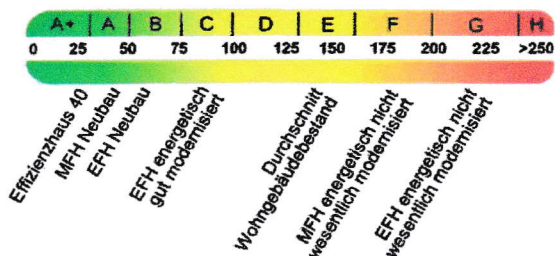 A+ A B C D E F G H
0 25 50 75 100 125 150 175 200 225 >250
Effizienzhaus 40
MFH Neubau
EFH Neubau
EFH energetisch
gut modernisiert
Durchschnitt
Wohngebäudebestand
MFH energetisch nicht
wesentlich modernisiert
EFH energetisch nicht
wesentlich modernisiert